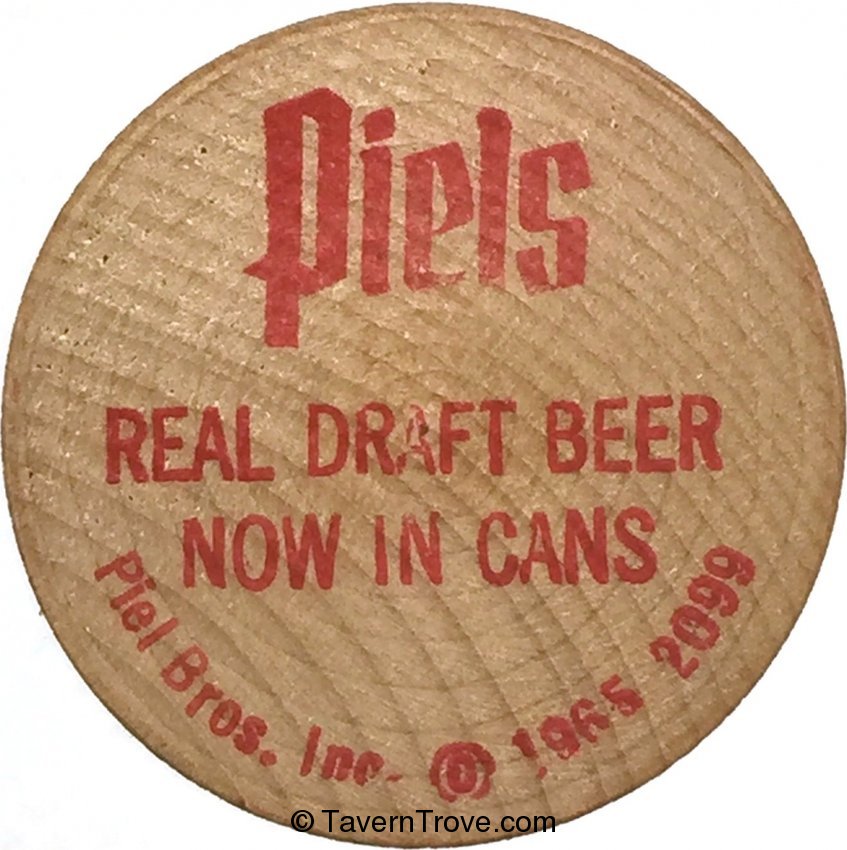 Piels
REAL DRAFT BEER
NOW IN CANS
Piel Bros. Inc. © 1965 2099
© TavernTrove.com